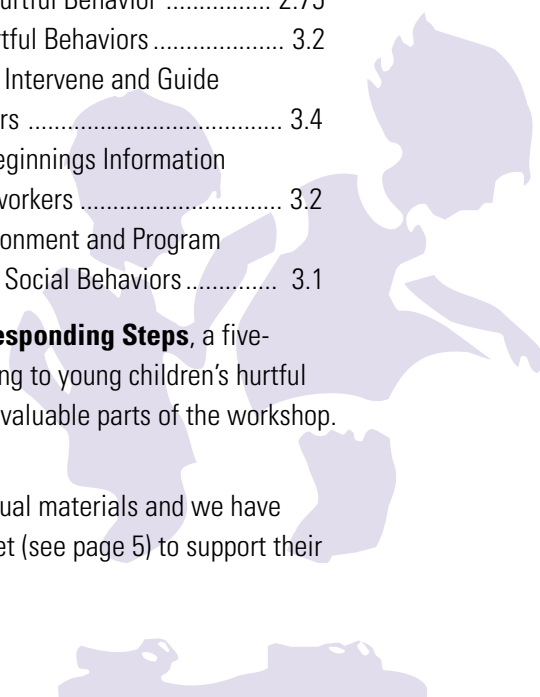 urtful Behavior ................ 2.75
rtful Behaviors .................... 3.2
Intervene and Guide
rs ....................................... 3.4
eginnings Information
workers ............................... 3.2
onment and Program
Social Behaviors .............. 3.1
esponding Steps, a five-
ng to young children's hurtful
valuable parts of the workshop.
ual materials and we have
et (see page 5) to support their